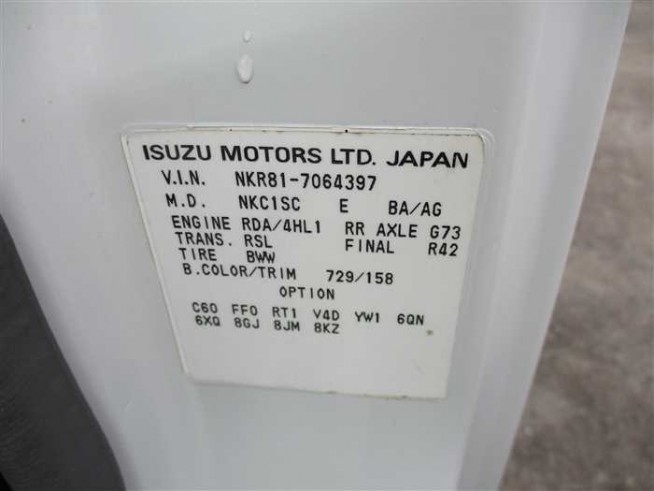 ISUZU MOTORS LTD. JAPAN
V.I.N. NKR81-7064397
M.D. NKC1SC E BA/AG
ENGINE RDA/4HL1 RR AXLE G73
TRANS. RSL FINAL R42
TIRE BWW
B.COLOR/TRIM 729/158
OPTION
C60 FF0 RT1 V4D YW1 6QN
6XQ 8GJ 8JM 8KZ